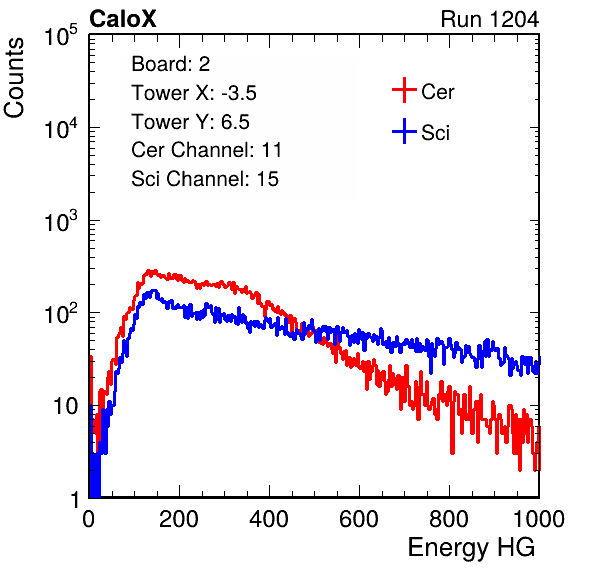 CaloX Run 1204
Counts
Board: 2
Tower X: -3.5
Tower Y: 6.5
Cer Channel: 11
Sci Channel: 15
Cer
Sci
10^5
10^4
10^3
10^2
10
1
0 200 400 600 800 1000
Energy HG